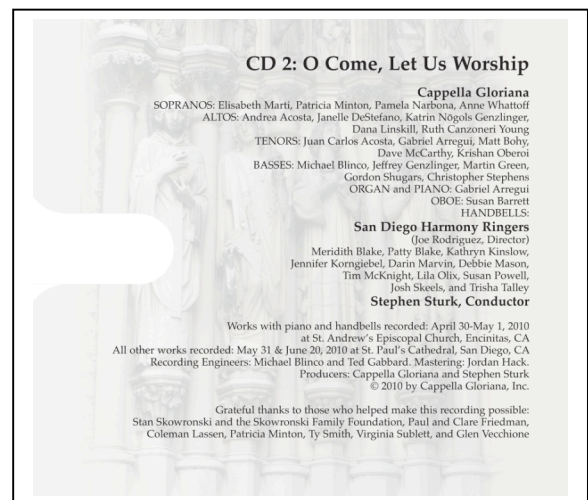 CD 2: O Come, Let Us Worship
Cappella Gloriana
SOPRANOS: Elisabeth Marti, Patricia Minton, Pamela Narbona, Anne Whattoff
ALTOS: Andrea Acosta, Janelle DeStefano, Katrin Nögols Genzlinger,
Dana Linskill, Ruth Canzoneri Young
TENORS: Juan Carlos Acosta, Gabriel Arregui, Matt Bohy,
Dave McCarthy, Krishan Oberoi
BASSES: Michael Blinco, Jeffrey Genzlinger, Martin Green,
Gordon Shugars, Christopher Stephens
ORGAN and PIANO: Gabriel Arregui
OBOE: Susan Barrett
HANDBELLS:
San Diego Harmony Ringers
(Joe Rodriguez, Director)
Meridith Blake, Patty Blake, Kathryn Kinslow,
Jennifer Korngiebel, Darin Marvin, Debbie Mason,
Tim McKnight, Lila Olix, Susan Powell,
Josh Skeels, and Trisha Talley
Stephen Sturk, Conductor
Works with piano and handbells recorded: April 30-May 1, 2010
at St. Andrew's Episcopal Church, Encinitas, CA
All other works recorded: May 31 & June 20, 2010 at St. Paul's Cathedral, San Diego, CA
Recording Engineers: Michael Blinco and Ted Gabbard. Mastering: Jordan Hack.
Producers: Cappella Gloriana and Stephen Sturk
© 2010 by Cappella Gloriana, Inc.
Grateful thanks to those who helped make this recording possible:
Stan Skowronski and the Skowronski Family Foundation, Paul and Clare Friedman,
Coleman Lassen, Patricia Minton, Ty Smith, Virginia Sublett, and Glen Vecchione